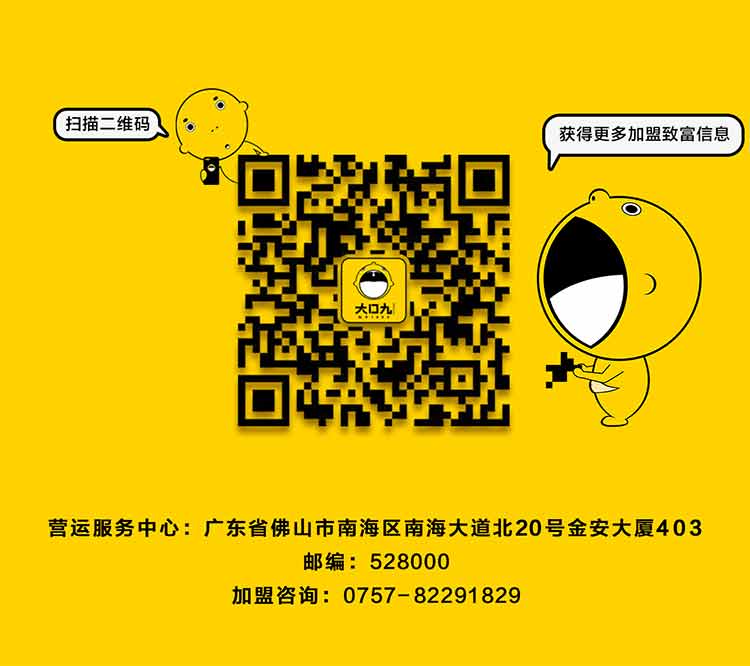 扫描二维码
获得更多加盟致富信息
大口九
营运服务中心：广东省佛山市南海区南海大道北20号金安大厦403
邮编：528000
加盟咨询：0757-82291829